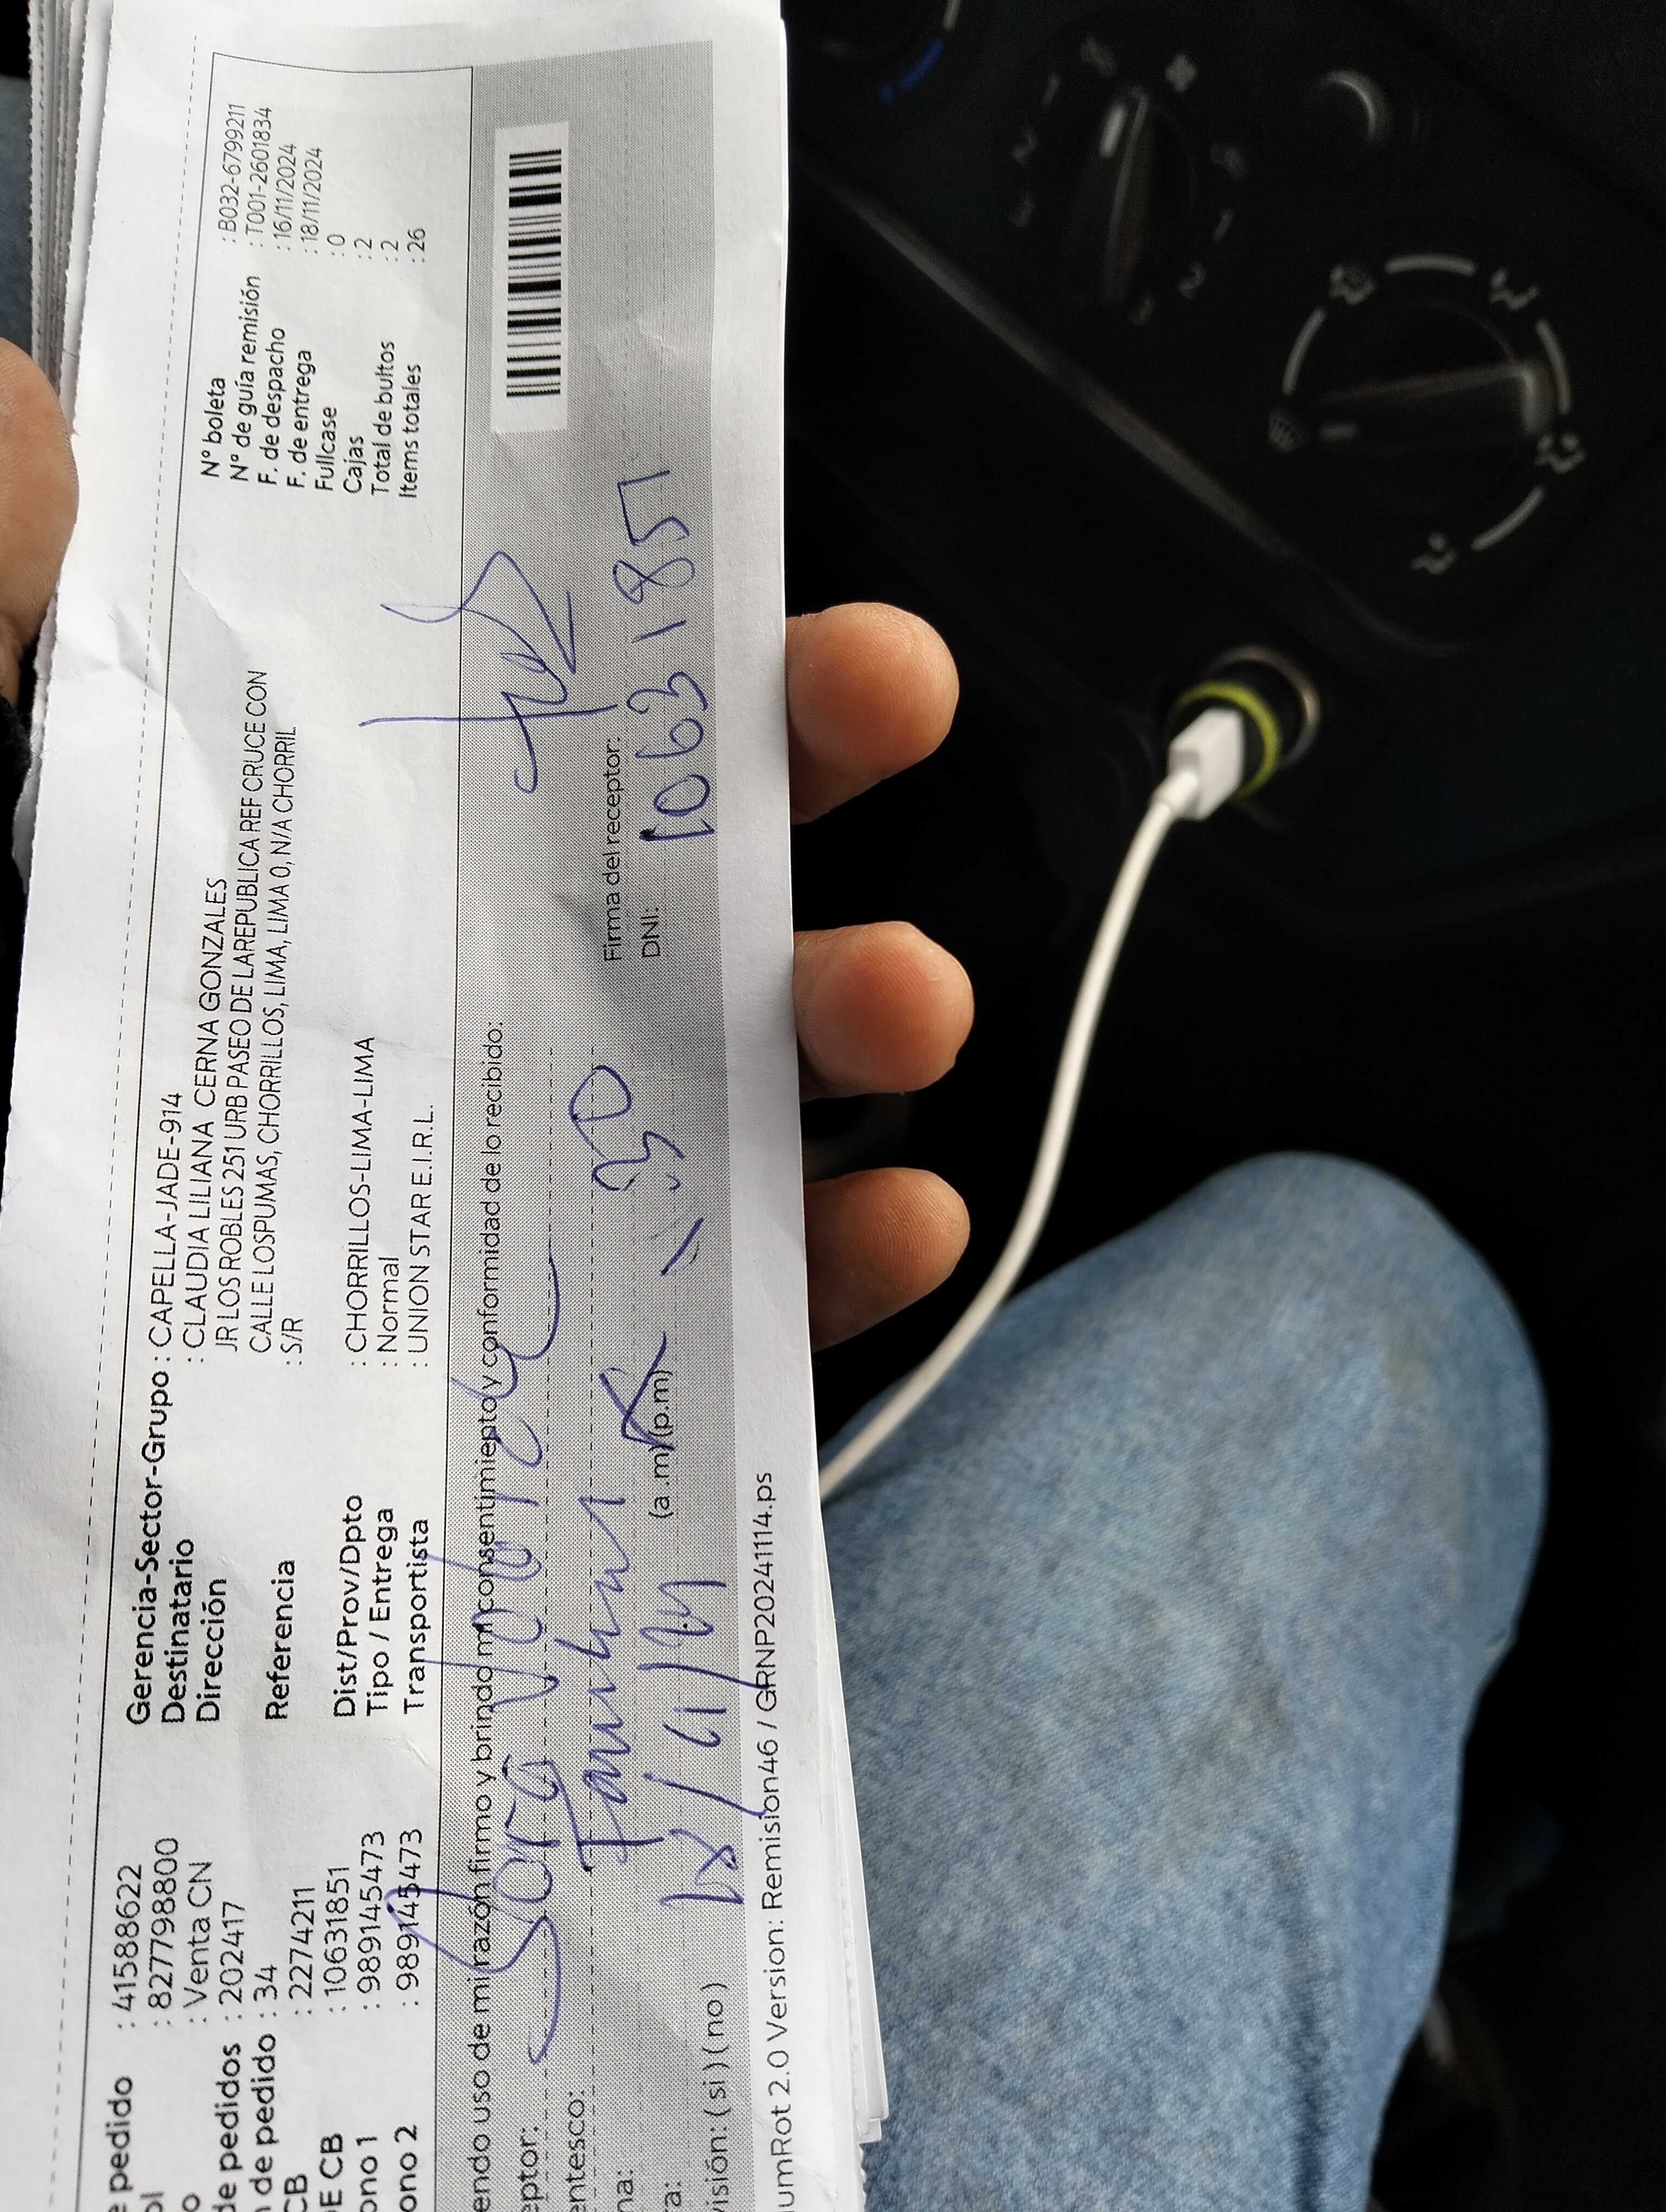 e pedido : 41588622
ol : 827798800
o : Venta CN
de pedidos : 202417
n de pedido : 34
CB : 2274211
E CB : 10631851
ono 1 : 989145473
ono 2 : 989145473
Gerencia-Sector-Grupo : CAPELLA-JADE-914
Destinatario : CLAUDIA LILIANA CERNA GONZALES
Dirección JR LOS ROBLES 251 URB PASEO DE LAREPUBLICA REF CRUCE CON
CALLE LOSPUMAS, CHORRILLOS, LIMA, LIMA 0, N/A CHORRIL
Referencia : S/R
Dist/Prov/Dpto : CHORRILLOS-LIMA-LIMA
Tipo / Entrega : Normal
Transportista : UNION STAR E.I.R.L.
N° boleta : B032-6799211
N° de guía remisión : T001-2601834
F. de despacho : 16/11/2024
F. de entrega : 18/11/2024
Fullcase : 0
Cajas : 2
Total de bultos : 2
Items totales : 26
endo uso de mi razón firmo y brindo mi consentimiento y conformidad de lo recibido:
eptor:
entesco:
na: 18/11/24
ra: (a.m)(p.m)
Firma del receptor:
DNI: 10631851
visión: (si) (no)
umRot 2.0 Version: Remision46 / GRNP20241114.ps